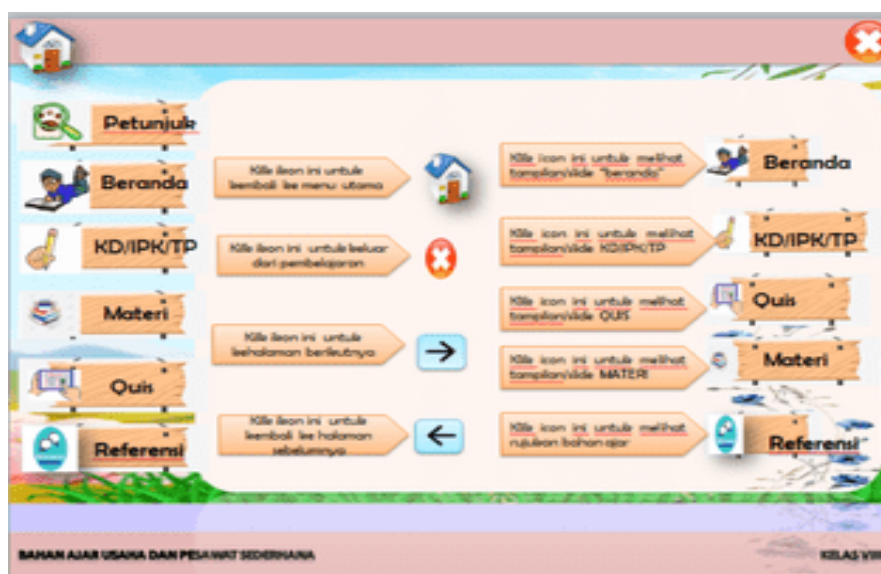 Petunjuk
Beranda
KD/IPK/TP
Materi
Quis
Referensi
Klik ikon ini untuk
kembali ke menu utama
Klik ikon ini untuk keluar
dari pembelajaran
Klik ikon ini untuk
kehalaman berikutnya
Klik ikon ini untuk
kembali ke halaman
sebelumnya
Klik icon ini untuk melihat
tampilan/slide "beranda"
Beranda
Klik icon ini untuk melihat
tampilan/slide KD/IPK/TP
KD/IPK/TP
Klik icon ini untuk melihat
tampilan/slide QUIS
Quis
Klik icon ini untuk melihat
tampilan/slide MATERI
Materi
Klik icon ini untuk melihat
rujukan bahan ajar
Referensi
BAHAN AJAR USAHA DAN PESAWAT SEDERHANA
KELAS VIII